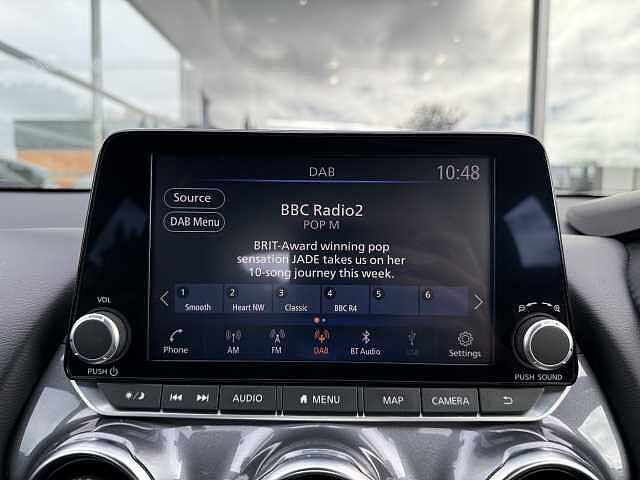 DAB
10:48
Source
DAB Menu
BBC Radio2
POP M
BRIT-Award winning pop
sensation JADE takes us on her
10-song journey this week.
1 2 3 4 5 6
Smooth Heart NW Classic BBC R4
Phone AM FM DAB BT Audio USB Settings
VOL
PUSH
PUSH SOUND
AUDIO MENU MAP CAMERA